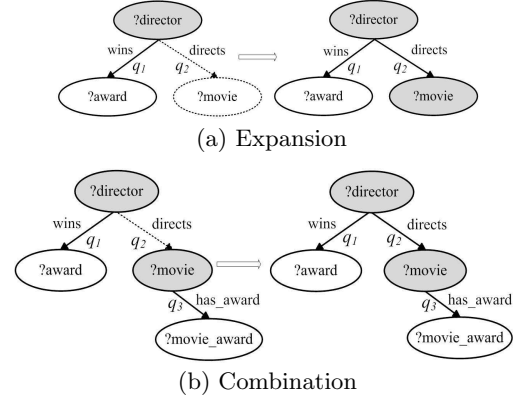 ?director ?director
wins directs wins directs
q1 q2 q1 q2
?award ?movie ?award ?movie
(a) Expansion
?director ?director
wins directs wins directs
q1 q2 q1 q2
?award ?movie ?award ?movie
q3 has_award q3 has_award
?movie_award ?movie_award
(b) Combination